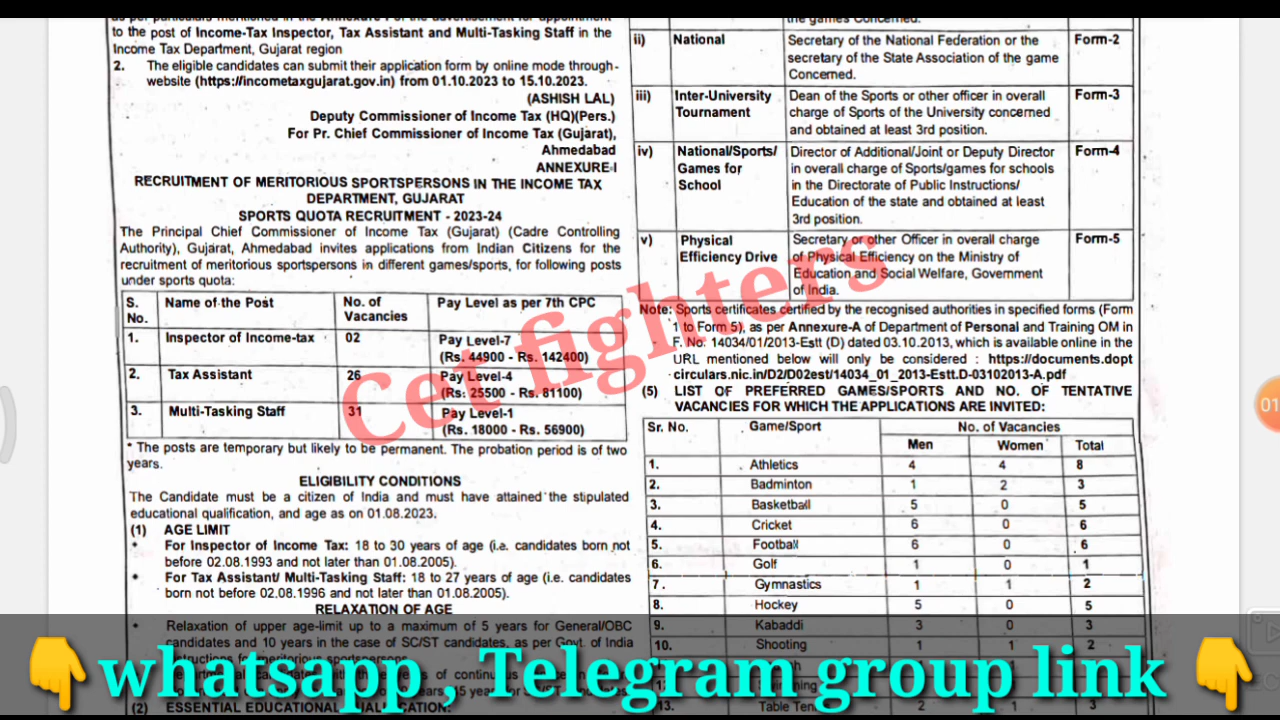 as per particulars mentioned in the Annexure-I of the advertisement for appointment
to the post of Income-Tax Inspector, Tax Assistant and Multi-Tasking Staff in the
Income Tax Department, Gujarat region
2. The eligible candidates can submit their application form by online mode through-
website (https://incometaxgujarat.gov.in) from 01.10.2023 to 15.10.2023.
(ASHISH LAL)
Deputy Commissioner of Income Tax (HQ)(Pers.)
For Pr. Chief Commissioner of Income Tax (Gujarat),
Ahmedabad
ANNEXURE-I
RECRUITMENT OF MERITORIOUS SPORTSPERSONS IN THE INCOME TAX
DEPARTMENT, GUJARAT
SPORTS QUOTA RECRUITMENT - 2023-24
The Principal Chief Commissioner of Income Tax (Gujarat) (Cadre Controlling
Authority), Gujarat, Ahmedabad invites applications from Indian Citizens for the
recruitment of meritorious sportspersons in different games/sports, for following posts
under sports quota:
S. No. Name of the Post No. of Vacancies Pay Level as per 7th CPC
1. Inspector of Income-tax 02 Pay Level-7
(Rs. 44900 - Rs. 142400)
2. Tax Assistant 26 Pay Level-4
(Rs. 25500 - Rs. 81100)
3. Multi-Tasking Staff 31 Pay Level-1
(Rs. 18000 - Rs. 56900)
* The posts are temporary but likely to be permanent. The probation period is of two
years.
ELIGIBILITY CONDITIONS
The Candidate must be a citizen of India and must have attained the stipulated
educational qualification, and age as on 01.08.2023.
(1) AGE LIMIT
• For Inspector of Income Tax: 18 to 30 years of age (i.e. candidates born not
before 02.08.1993 and not later than 01.08.2005).
• For Tax Assistant/ Multi-Tasking Staff: 18 to 27 years of age (i.e. candidates
born not before 02.08.1996 and not later than 01.08.2005).
RELAXATION OF AGE
• Relaxation of upper age-limit up to a maximum of 5 years for General/OBC
candidates and 10 years in the case of SC/ST candidates, as per Govt. of India
instructions for meritorious sportspersons
(2) ESSENTIAL EDUCATIONAL QUALIFICATION:
the games Concerned.
ii) National Secretary of the National Federation or the Form-2
secretary of the State Association of the game
Concerned.
iii) Inter-University Dean of the Sports or other officer in overall Form-3
Tournament charge of Sports of the University concerned
and obtained at least 3rd position.
iv) National/Sports/ Director of Additional/Joint or Deputy Director Form-4
Games for in overall charge of Sports/games for schools
School in the Directorate of Public Instructions/
Education of the state and obtained at least
3rd position.
v) Physical Secretary or other Officer in overall charge Form-5
Efficiency Drive of Physical Efficiency on the Ministry of
Education and Social Welfare, Government
of India.
Note: Sports certificates certified by the recognised authorities in specified forms (Form
1 to Form 5), as per Annexure-A of Department of Personal and Training OM in
F. No. 14034/01/2013-Estt (D) dated 03.10.2013, which is available online in the
URL mentioned below will only be considered : https://documents.dopt
circulars.nic.in/D2/D02est/14034_01_2013-Estt.D-03102013-A.pdf
(5) LIST OF PREFERRED GAMES/SPORTS AND NO. OF TENTATIVE
VACANCIES FOR WHICH THE APPLICATIONS ARE INVITED:
Sr. No. Game/Sport No. of Vacancies
Men Women Total
1. Athletics 4 4 8
2. Badminton 1 2 3
3. Basketball 5 0 5
4. Cricket 6 0 6
5. Football 6 0 6
6. Golf 1 0 1
7. Gymnastics 1 1 2
8. Hockey 5 0 5
9. Kabaddi 3 0 3
10. Shooting 1 1 2
13. Table Ten 2 1 3
Cet fighters
01
whatsapp , Telegram group link